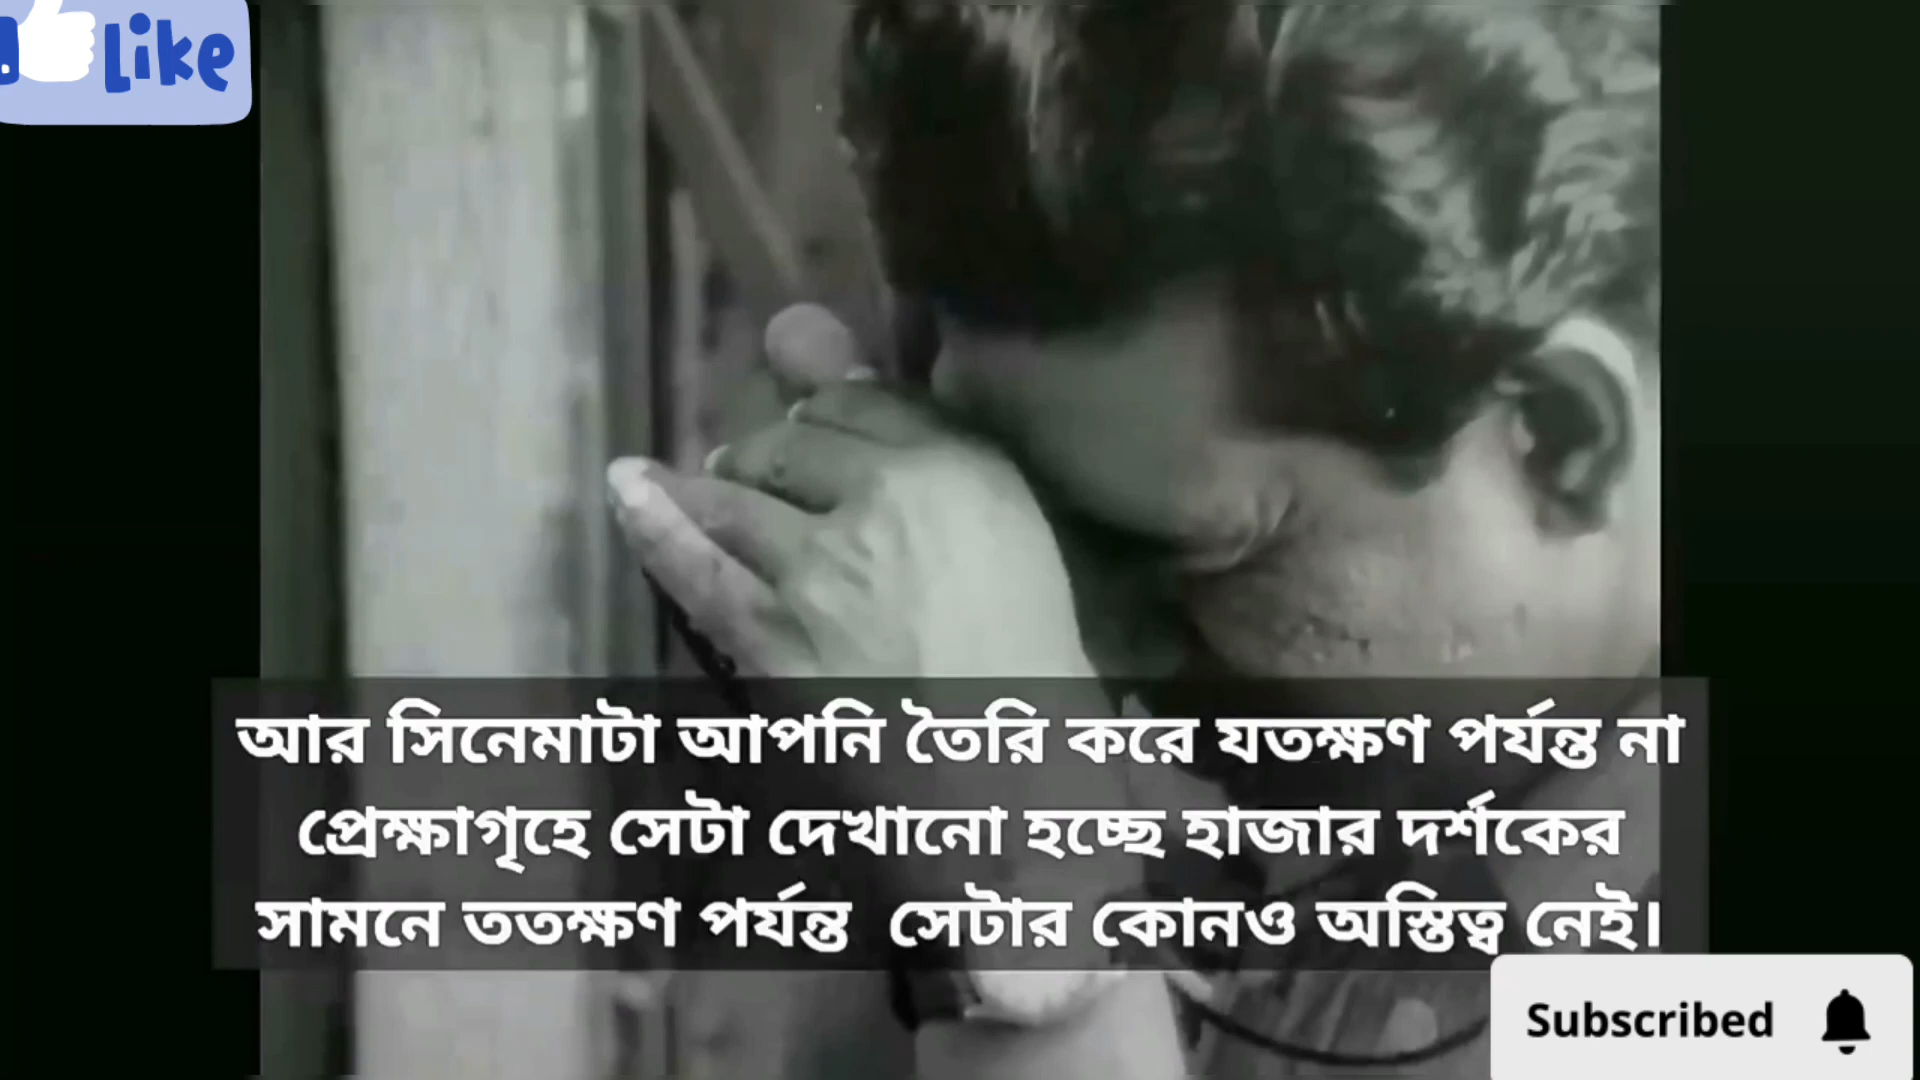 Like
আর সিনেমাটা আপনি তৈরি করে যতক্ষণ পর্যন্ত না
প্রেক্ষাগৃহে সেটা দেখানো হচ্ছে হাজার দর্শকের
সামনে ততক্ষণ পর্যন্ত সেটার কোনও অস্তিত্ব নেই।
Subscribed